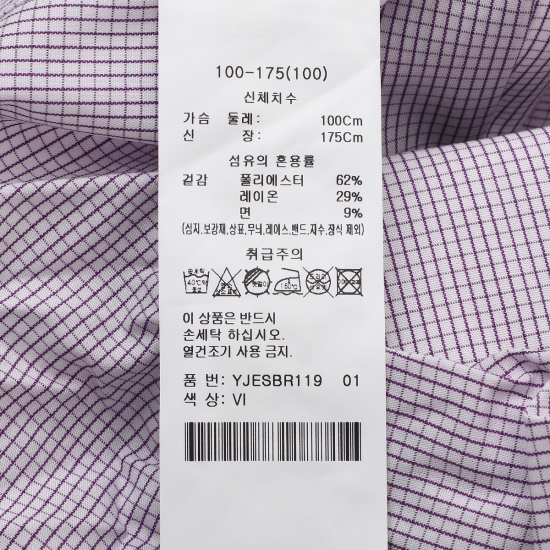 100-175(100)
신체치수
가슴 둘레: 100Cm
신 장: 175Cm
섬유의 혼용률
겉감 폴리에스터 62%
레이온 29%
면 9%
(심지,보강재,상표,무늬,레이스,밴드,자수,장식 제외)
취급주의
40℃
이 상품은 반드시
손세탁 하십시오.
열건조기 사용 금지.
품 번: YJESBR119 01
색 상: VI